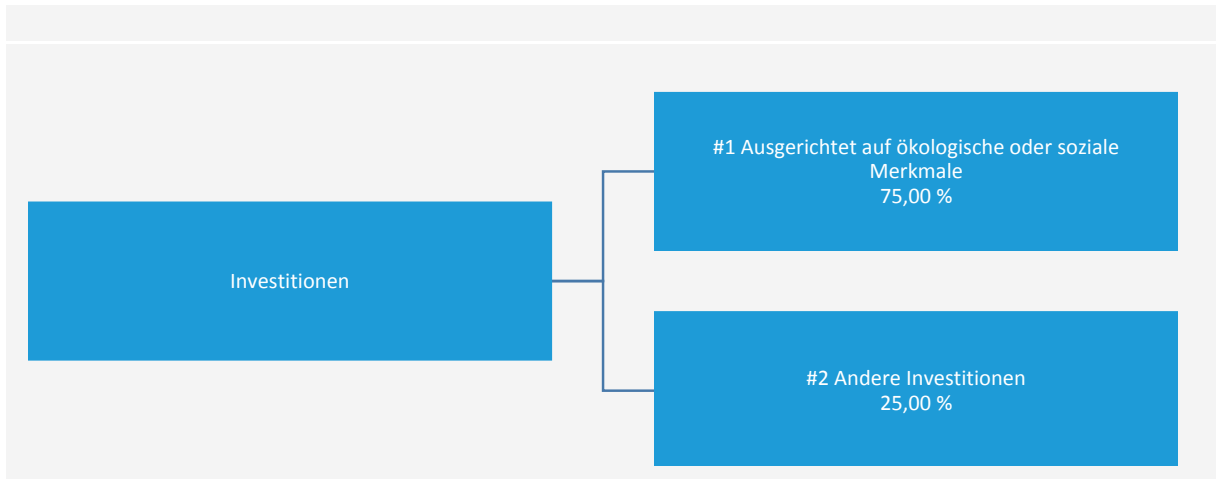 #1 Ausgerichtet auf ökologische oder soziale
Merkmale
75,00 %
Investitionen
#2 Andere Investitionen
25,00 %